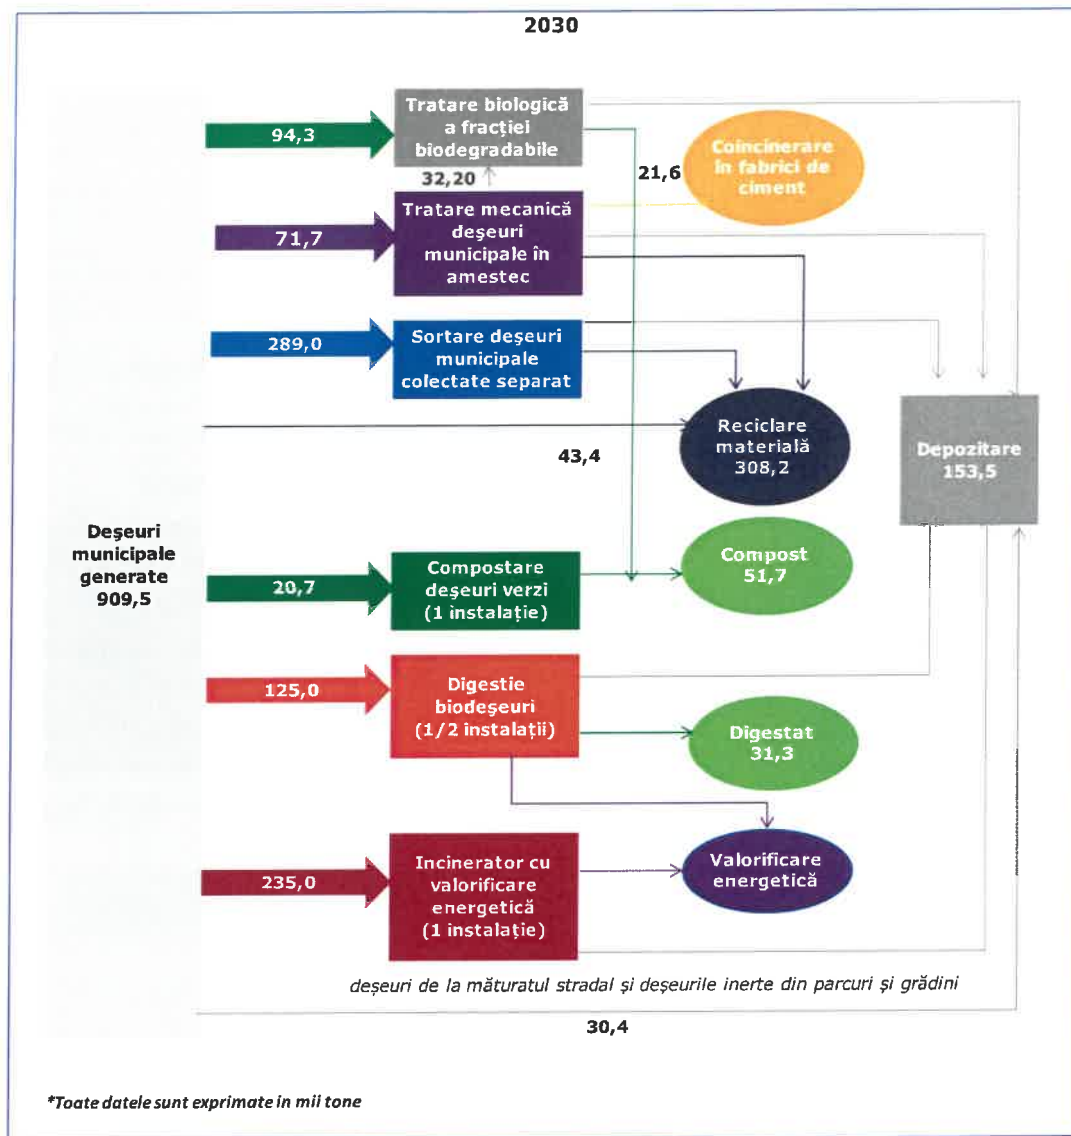 2030
94,3
Tratare biologică
a fracției
biodegradabile
Coincinerare
în fabrici de
ciment
32,20
21,6
71,7
Tratare mecanică
deșeuri
municipale în
amestec
289,0
Sortare deșeuri
municipale
colectate separat
43,4
Reciclare
materială
308,2
Depozitare
153,5
Deșeuri
municipale
generate
909,5
20,7
Compostare
deșeuri verzi
(1 instalație)
Compost
51,7
125,0
Digestie
biodeșeuri
(1/2 instalații)
Digestat
31,3
235,0
Incinerator cu
valorificare
energetică
(1 instalație)
Valorificare
energetică
deșeuri de la măturatul stradal și deșeurile inerte din parcuri și grădini
30,4
*Toate datele sunt exprimate in mii tone